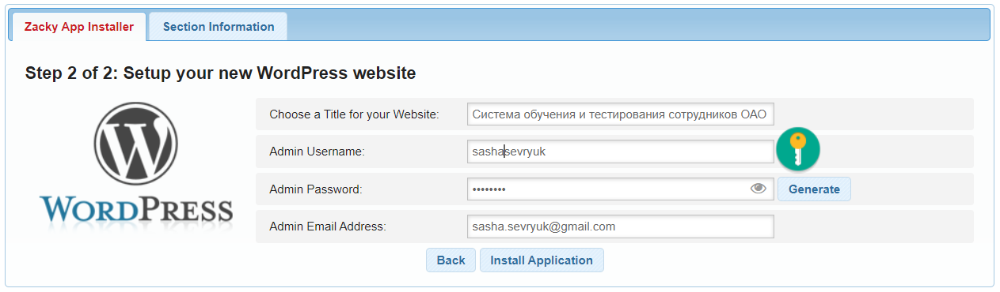 Zacky App Installer Section Information
Step 2 of 2: Setup your new WordPress website
Choose a Title for your Website: Система обучения и тестирования сотрудников ОАО
Admin Username: sashasevryuk
Admin Password: •••••••• Generate
Admin Email Address: sasha.sevryuk@gmail.com
WORDPRESS
Back Install Application